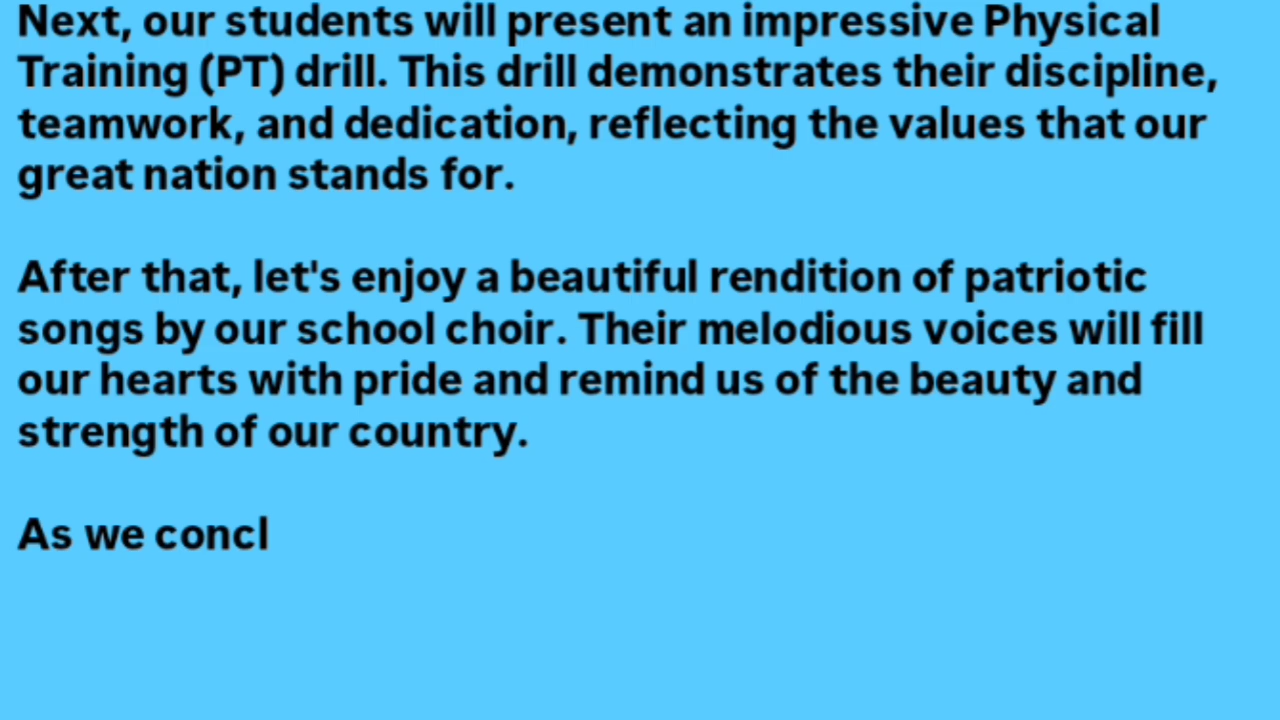 Next, our students will present an impressive Physical
Training (PT) drill. This drill demonstrates their discipline,
teamwork, and dedication, reflecting the values that our
great nation stands for.
After that, let's enjoy a beautiful rendition of patriotic
songs by our school choir. Their melodious voices will fill
our hearts with pride and remind us of the beauty and
strength of our country.
As we concl